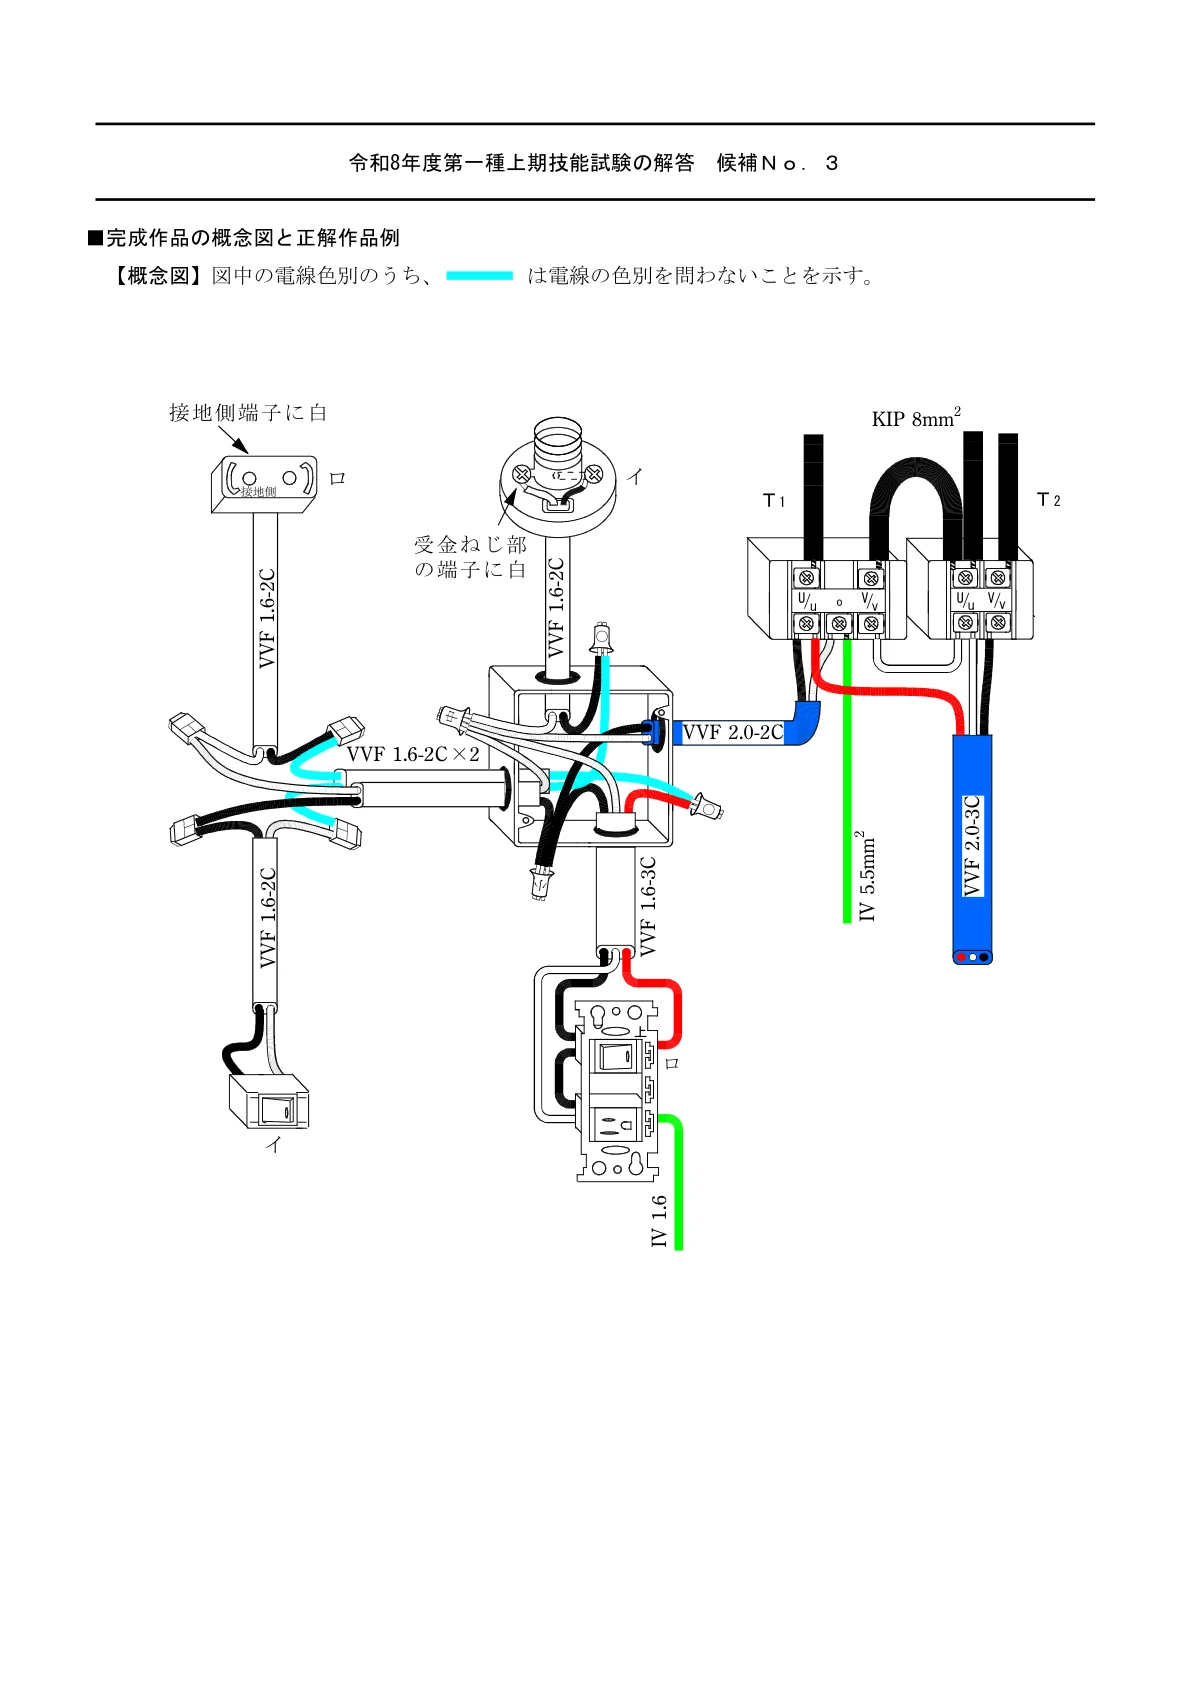 令和8年度第一種上期技能試験の解答　候補Ｎｏ．３
■完成作品の概念図と正解作品例
【概念図】図中の電線色別のうち、　　　は電線の色別を問わないことを示す。
接地側端子に白
接地側
ロ
イ
受金ねじ部
の端子に白
KIP 8mm2
T1
T2
U/u
o
V/v
U/u
V/v
VVF 1.6-2C
VVF 1.6-2C
VVF 1.6-2C×2
VVF 2.0-2C
VVF 1.6-2C
VVF 1.6-3C
IV 5.5mm2
VVF 2.0-3C
上
ロ
イ
IV 1.6